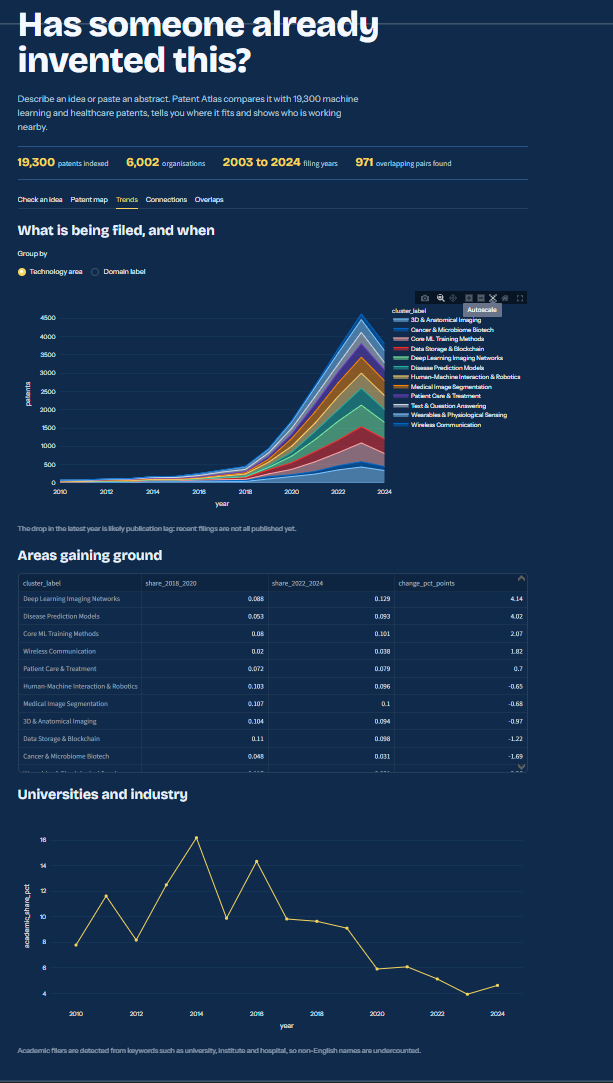 Has someone already
invented this?
Describe an idea or paste an abstract. Patent Atlas compares it with 19,300 machine
learning and healthcare patents, tells you where it fits and shows who is working
nearby.
19,300 patents indexed 6,002 organisations 2003 to 2024 filing years 971 overlapping pairs found
Check an idea Patent map Trends Connections Overlaps
What is being filed, and when
Group by
Technology area Domain label
Autoscale
cluster_label
3D & Anatomical Imaging
Cancer & Microbiome Biotech
Core ML Training Methods
Data Storage & Blockchain
Deep Learning Imaging Networks
Disease Prediction Models
Human-Machine Interaction & Robotics
Medical Image Segmentation
Patient Care & Treatment
Text & Question Answering
Wearables & Physiological Sensing
Wireless Communication
patents
4500
4000
3500
3000
2500
2000
1500
1000
500
0
2010 2012 2014 2016 2018 2020 2022 2024
year
The drop in the latest year is likely publication lag: recent filings are not all published yet.
Areas gaining ground
cluster_label share_2018_2020 share_2022_2024 change_pct_points
Deep Learning Imaging Networks 0.088 0.129 4.14
Disease Prediction Models 0.053 0.093 4.02
Core ML Training Methods 0.08 0.101 2.07
Wireless Communication 0.02 0.038 1.82
Patient Care & Treatment 0.072 0.079 0.7
Human-Machine Interaction & Robotics 0.103 0.096 -0.65
Medical Image Segmentation 0.107 0.1 -0.68
3D & Anatomical Imaging 0.104 0.094 -0.97
Data Storage & Blockchain 0.11 0.098 -1.22
Cancer & Microbiome Biotech 0.048 0.031 -1.69
Universities and industry
academic_share_pct
16
14
12
10
8
6
4
2010 2012 2014 2016 2018 2020 2022 2024
year
Academic filers are detected from keywords such as university, institute and hospital, so non-English names are undercounted.